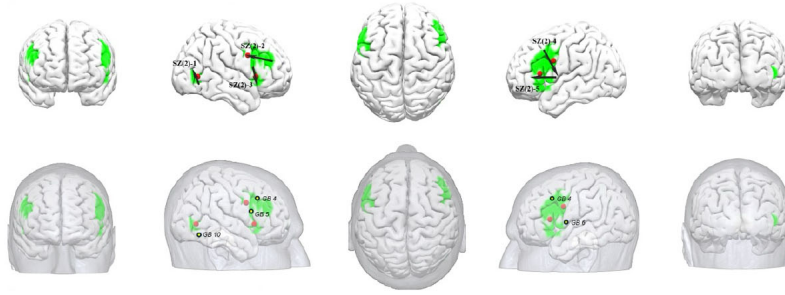 SZ(2)-2
SZ(2)-1
SZ(2)-3
SZ(2)-4
SZ(2)-5
GB 4
GB 5
GB 10
GB 4
GB 6